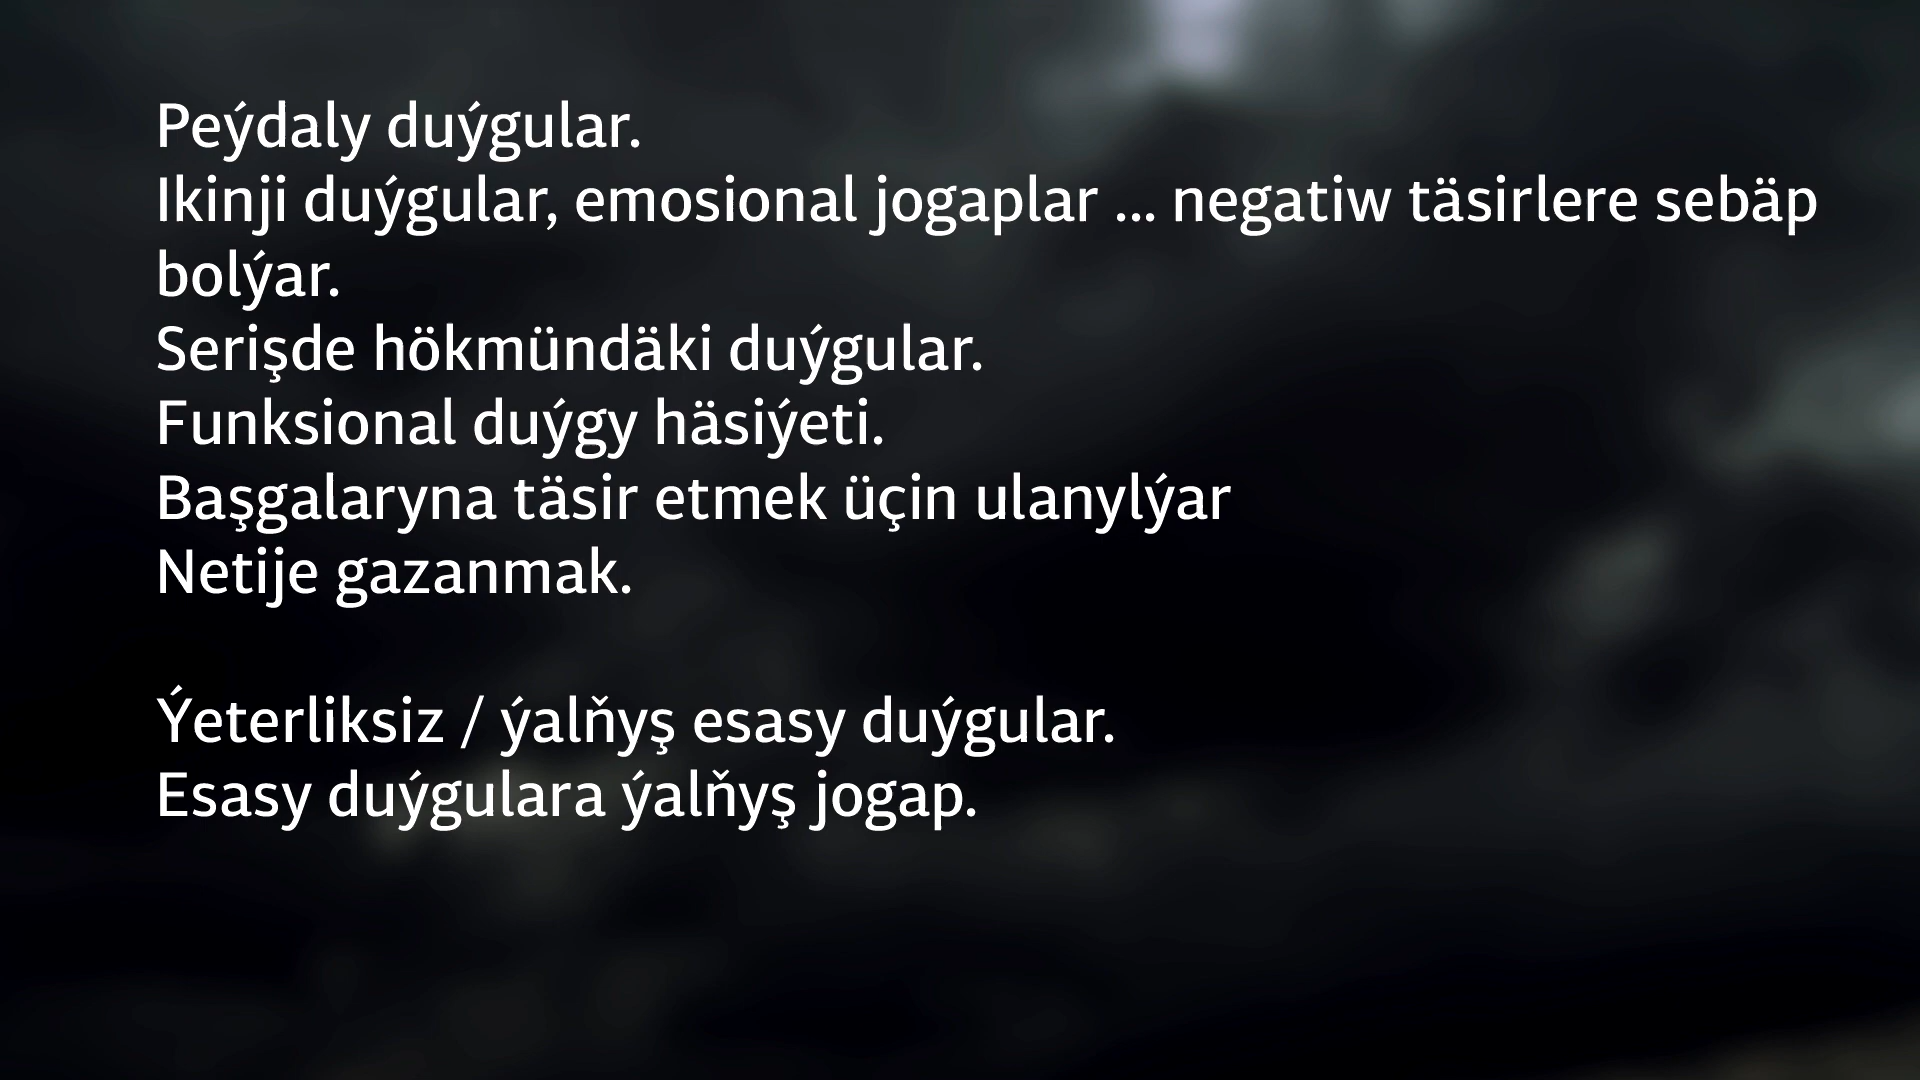 Peýdaly duýgular.
Ikinji duýgular, emosional jogaplar ... negatiw täsirlere sebäp
bolýar.
Serişde hökmündäki duýgular.
Funksional duýgy häsiýeti.
Başgalaryna täsir etmek üçin ulanylýar
Netije gazanmak.

Ýeterliksiz / ýalňyş esasy duýgular.
Esasy duýgulara ýalňyş jogap.